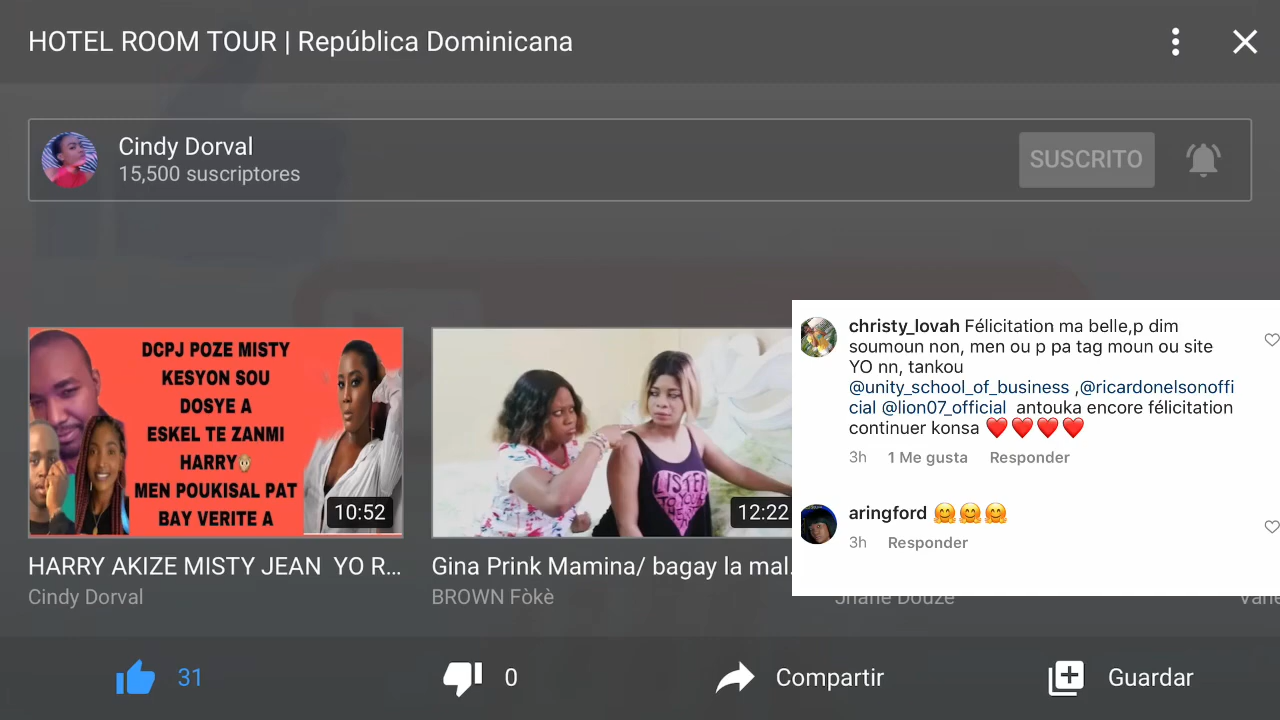 HOTEL ROOM TOUR | República Dominicana
Cindy Dorval
15,500 suscriptores
SUSCRITO
DCPJ POZE MISTY
KESYON SOU
DOSYE A
ESKEL TE ZANMI
HARRY
MEN POUKISAL PAT
BAY VERITE A
10:52
HARRY AKIZE MISTY JEAN YO R...
Cindy Dorval
LISTEN
TO YOUR
12:22
Gina Prink Mamina/ bagay la mal.
BROWN Fòkè
christy_lovah Félicitation ma belle,p dim
soumoun non, men ou p pa tag moun ou site
YO nn, tankou
@unity_school_of_business ,@ricardonelsonoffi
cial @lion07_official antouka encore félicitation
continuer konsa ❤️❤️❤️❤️
3h 1 Me gusta Responder
aringford 🤗🤗🤗
3h Responder
31
0
Compartir
Guardar